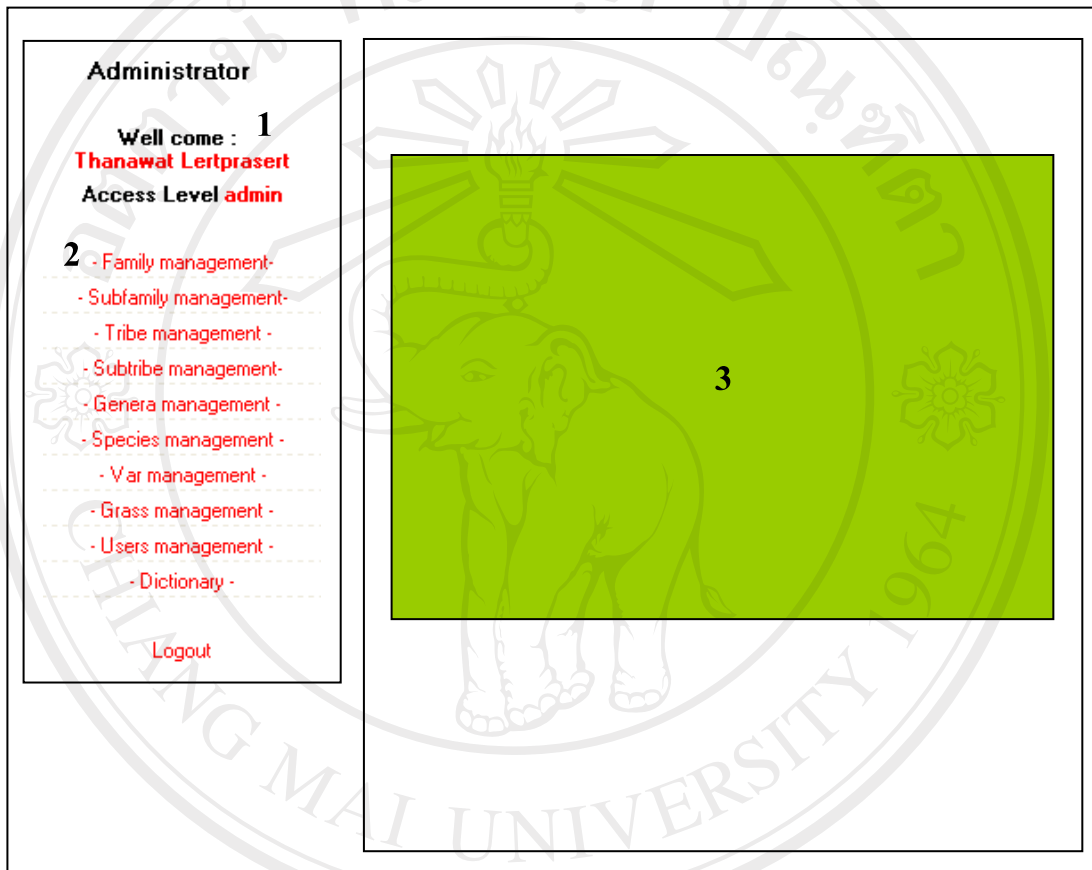 Administrator
Well come : 1
Thanawat Lertprasert
Access Level admin
2 - Family management-
- Subfamily management-
- Tribe management -
- Subtribe management-
- Genera management -
- Species management -
- Var management -
- Grass management -
- Users management -
- Dictionary -
Logout
3
CHIANG MAI UNIVERSITY 1964